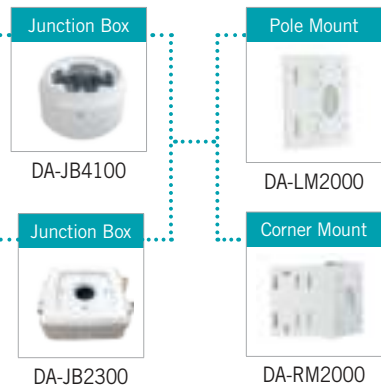 Junction Box
DA-JB4100
Pole Mount
DA-LM2000
Junction Box
DA-JB2300
Corner Mount
DA-RM2000